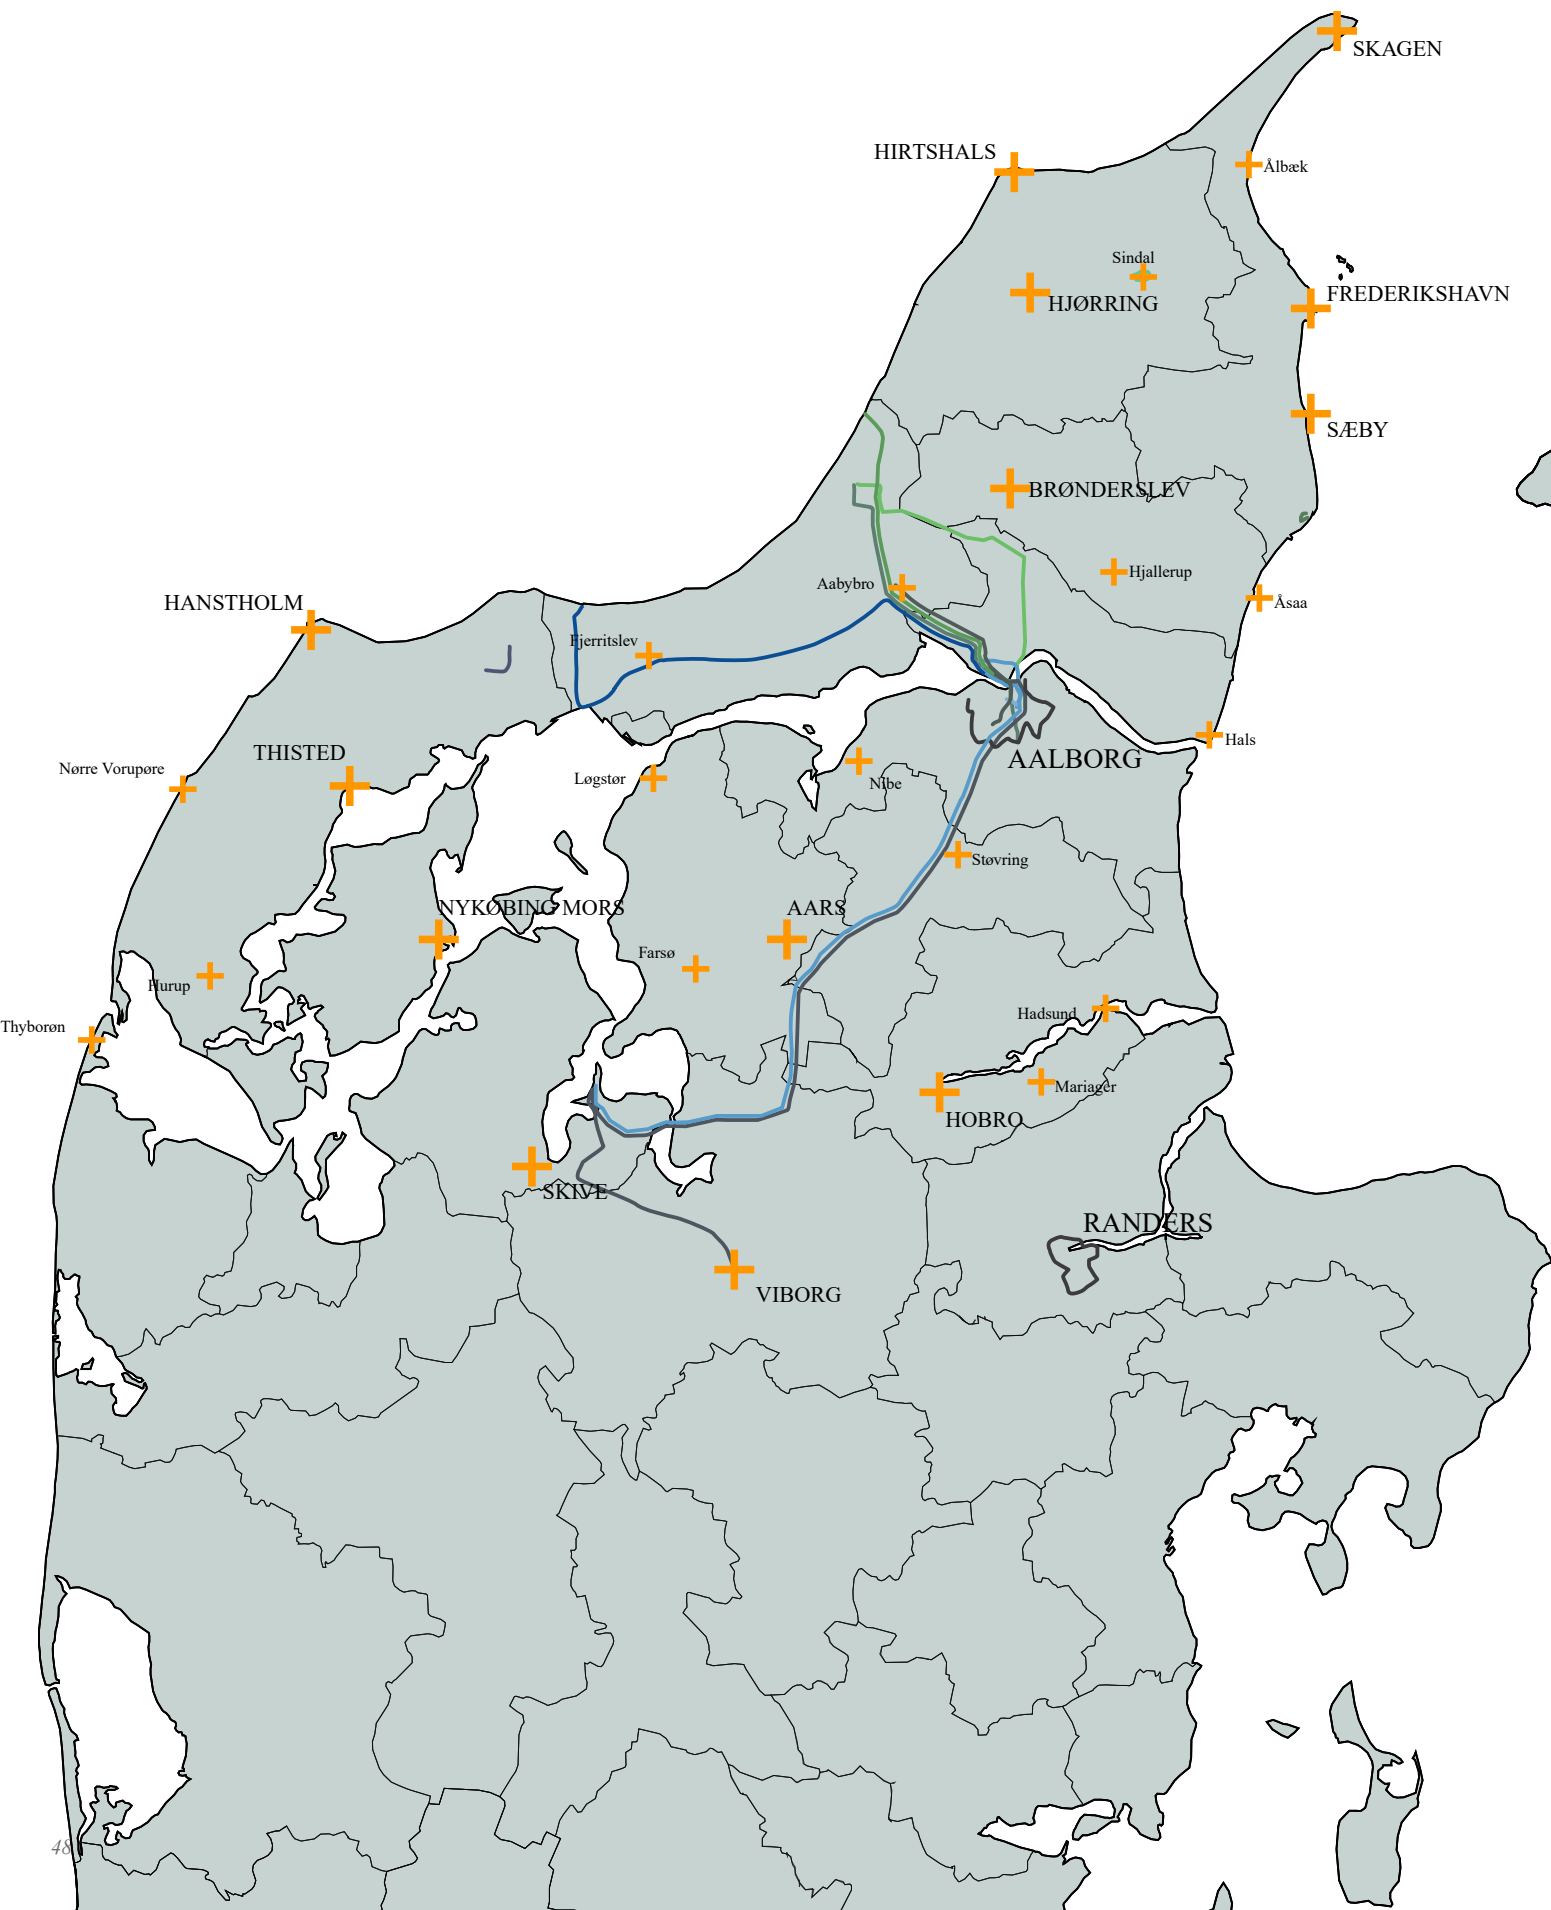 SKAGEN
HIRTSHALS
Ålbæk
Sindal
FREDERIKSHAVN
HJØRRING
SÆBY
BRØNDERSLEV
Hjallerup
Aabybro
HANSTHOLM
Åsaa
Fjerritslev
Hals
THISTED
AALBORG
Nørre Vorupøre
Løgstør
Nibe
Støvring
NYKØBING MORS
AARS
Farsø
Hurup
Hadsund
Thyborøn
Mariager
HOBRO
SKIVE
RANDERS
VIBORG
48